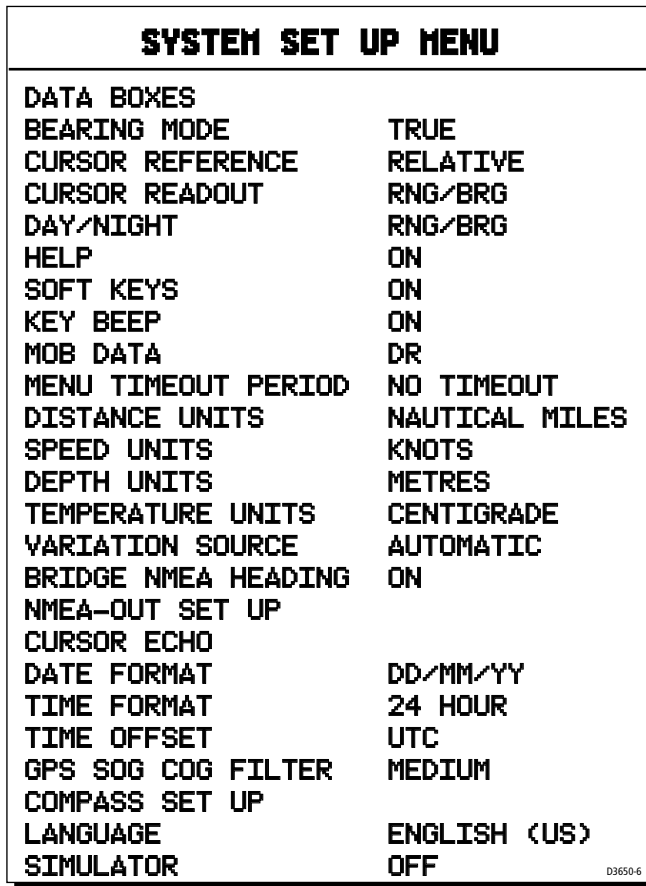 SYSTEM SET UP MENU
DATA BOXES
BEARING MODE TRUE
CURSOR REFERENCE RELATIVE
CURSOR READOUT RNG/BRG
DAY/NIGHT RNG/BRG
HELP ON
SOFT KEYS ON
KEY BEEP ON
MOB DATA DR
MENU TIMEOUT PERIOD NO TIMEOUT
DISTANCE UNITS NAUTICAL MILES
SPEED UNITS KNOTS
DEPTH UNITS METRES
TEMPERATURE UNITS CENTIGRADE
VARIATION SOURCE AUTOMATIC
BRIDGE NMEA HEADING ON
NMEA-OUT SET UP
CURSOR ECHO
DATE FORMAT DD/MM/YY
TIME FORMAT 24 HOUR
TIME OFFSET UTC
GPS SOG COG FILTER MEDIUM
COMPASS SET UP
LANGUAGE ENGLISH (US)
SIMULATOR OFF
D3650-6